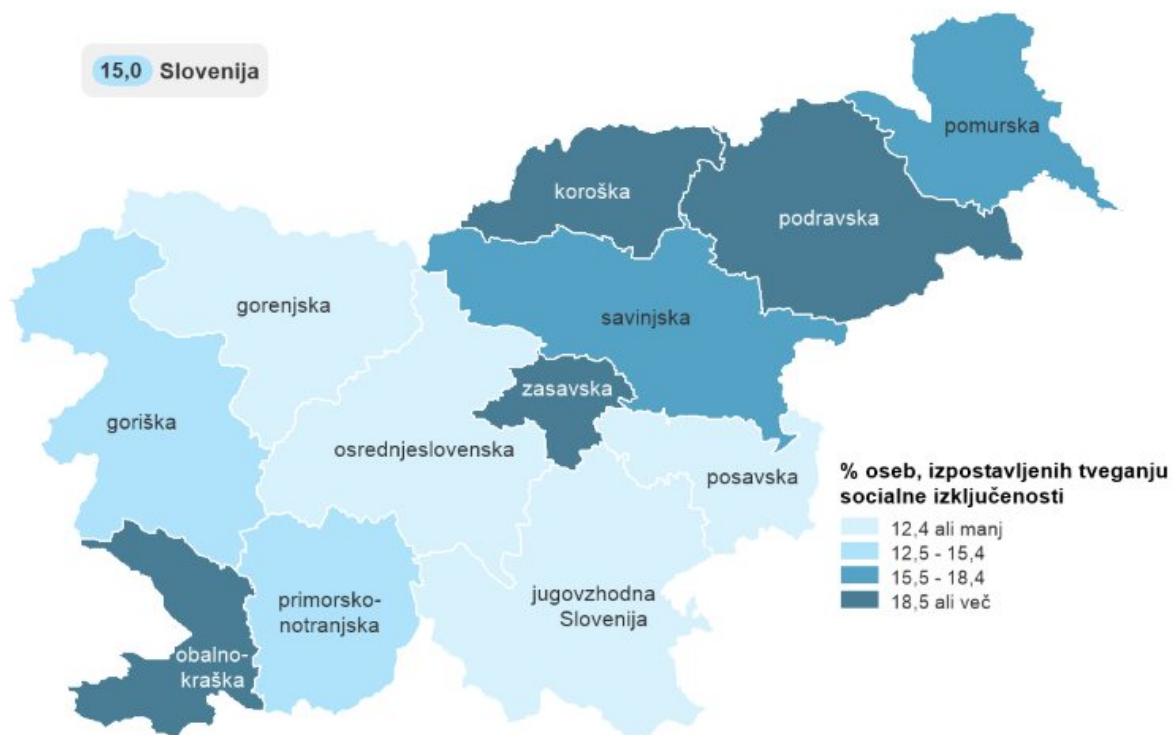 15,0 Slovenija
pomurska
koroška
podravska
gorenjska
savinjska
zasavska
goriška
osrednjeslovenska
posavska
% oseb, izpostavljenih tveganju
socialne izključenosti
12,4 ali manj
12,5 - 15,4
15,5 - 18,4
18,5 ali več
jugovzhodna
Slovenija
primorsko-
notranjska
obalno-
kraška